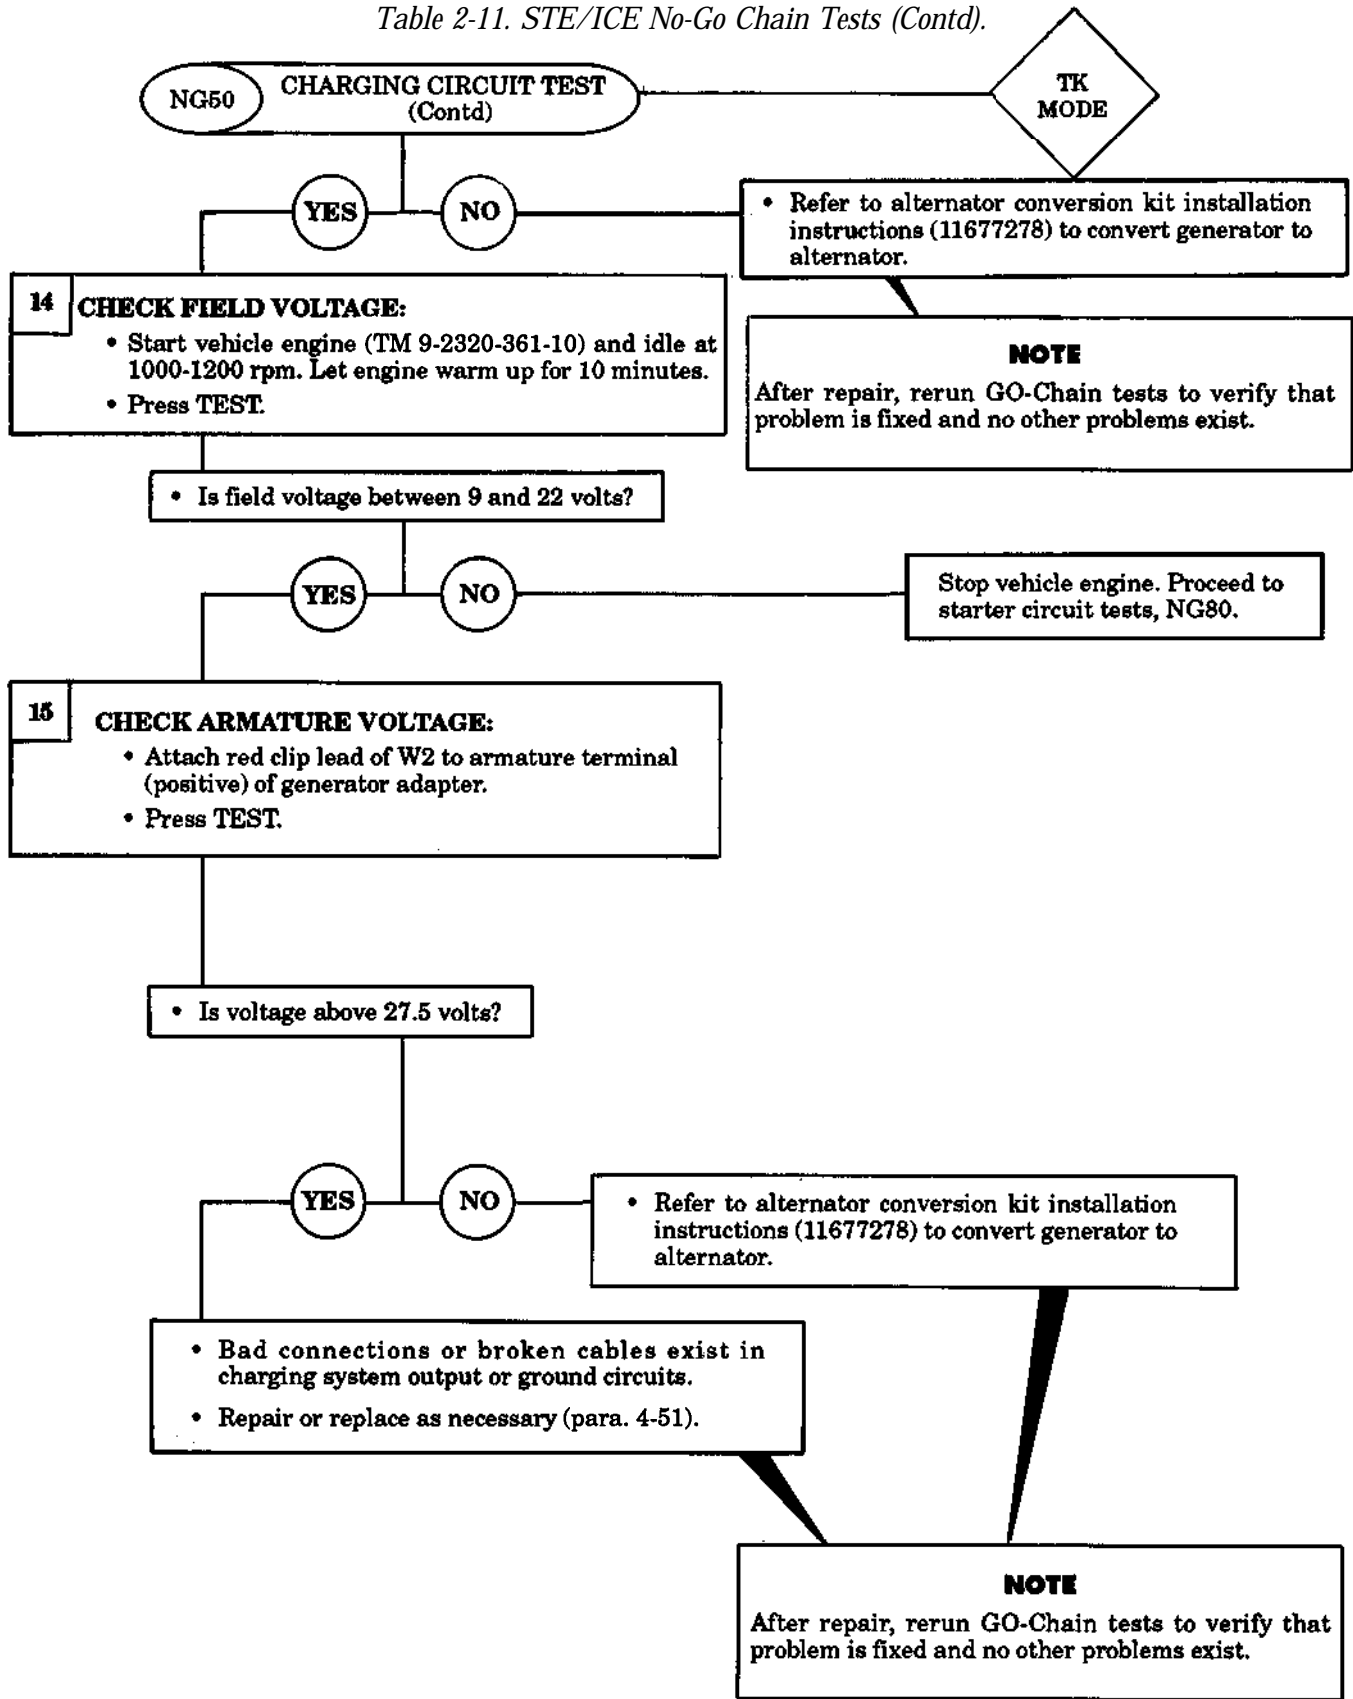 Table 2-11. STE/ICE No-Go Chain Tests (Contd).
NG50
CHARGING CIRCUIT TEST
(Contd)
TK
MODE
YES
NO
• Refer to alternator conversion kit installation
instructions (11677278) to convert generator to
alternator.
14
CHECK FIELD VOLTAGE:
• Start vehicle engine (TM 9-2320-361-10) and idle at
1000-1200 rpm. Let engine warm up for 10 minutes.
• Press TEST.
NOTE
After repair, rerun GO-Chain tests to verify that
problem is fixed and no other problems exist.
• Is field voltage between 9 and 22 volts?
YES
NO
Stop vehicle engine. Proceed to
starter circuit tests, NG80.
15
CHECK ARMATURE VOLTAGE:
• Attach red clip lead of W2 to armature terminal
(positive) of generator adapter.
• Press TEST.
• Is voltage above 27.5 volts?
YES
NO
• Refer to alternator conversion kit installation
instructions (11677278) to convert generator to
alternator.
• Bad connections or broken cables exist in
charging system output or ground circuits.
• Repair or replace as necessary (para. 4-51).
NOTE
After repair, rerun GO-Chain tests to verify that
problem is fixed and no other problems exist.